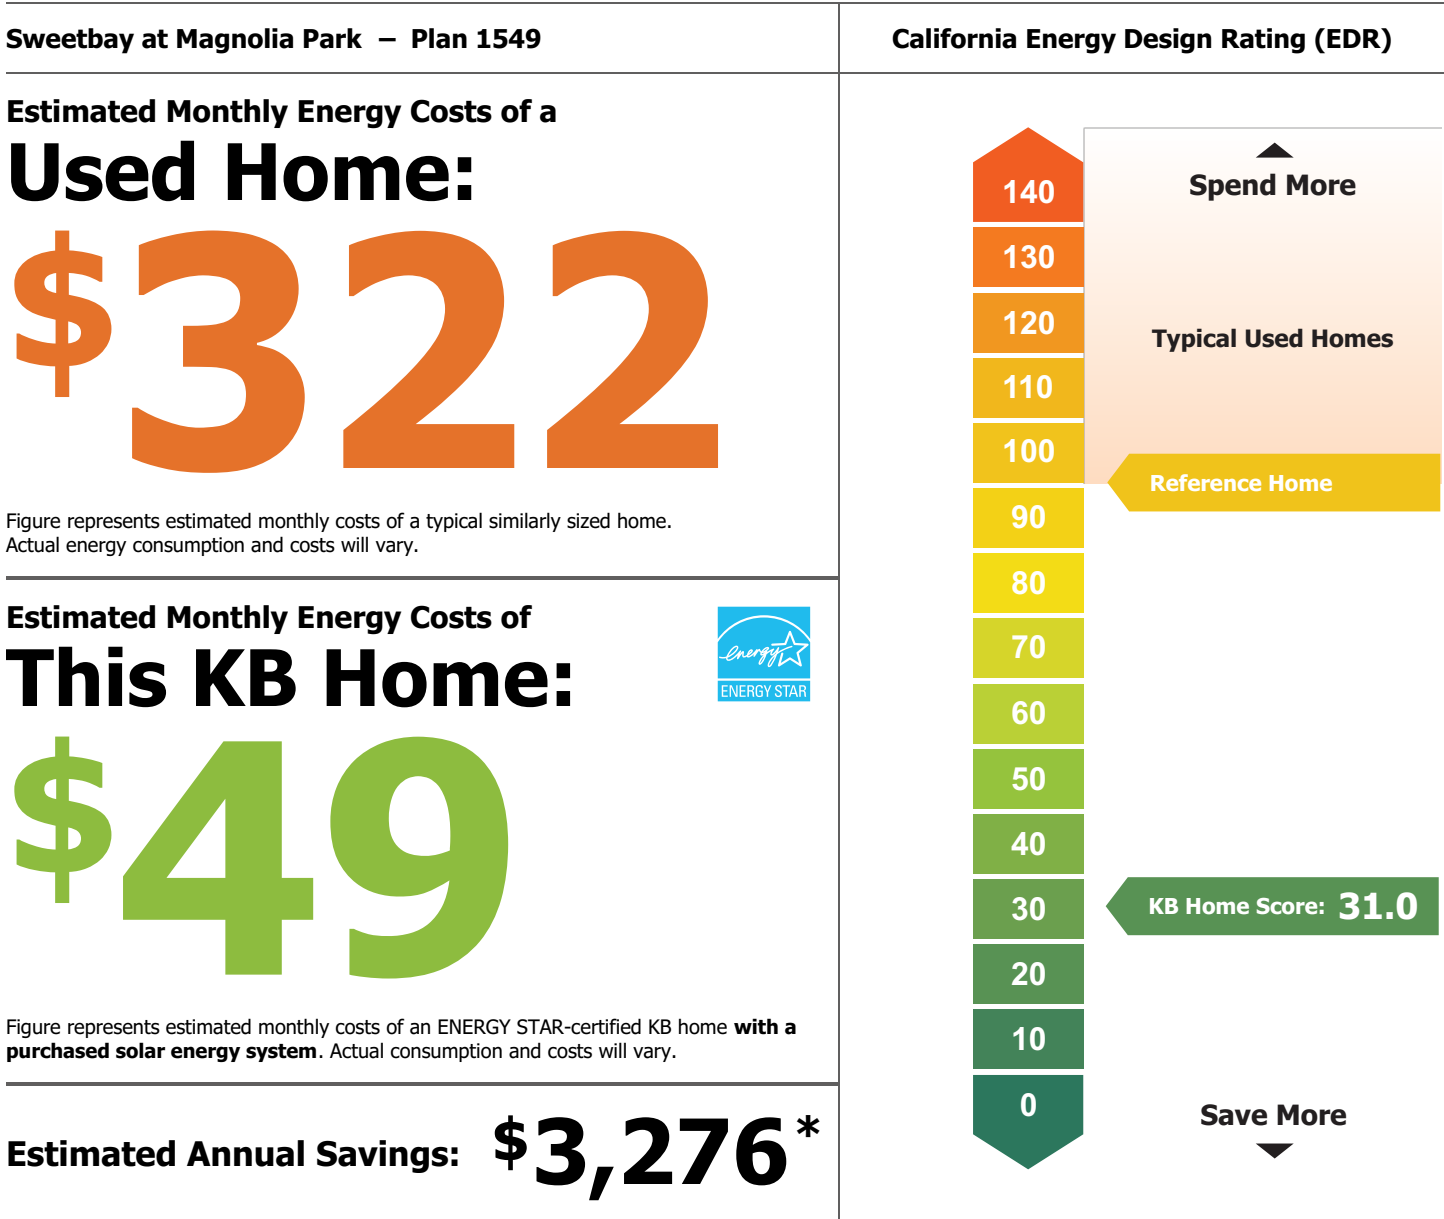 Sweetbay at Magnolia Park – Plan 1549
Estimated Monthly Energy Costs of a
Used Home:
$322
Figure represents estimated monthly costs of a typical similarly sized home.
Actual energy consumption and costs will vary.
Estimated Monthly Energy Costs of
This KB Home:
energy
ENERGY STAR
$49
Figure represents estimated monthly costs of an ENERGY STAR-certified KB home with a
purchased solar energy system. Actual consumption and costs will vary.
Estimated Annual Savings: $3,276*
California Energy Design Rating (EDR)
Spend More
140
130
120
Typical Used Homes
110
100
Reference Home
90
80
70
60
50
40
30
KB Home Score: 31.0
20
10
0
Save More